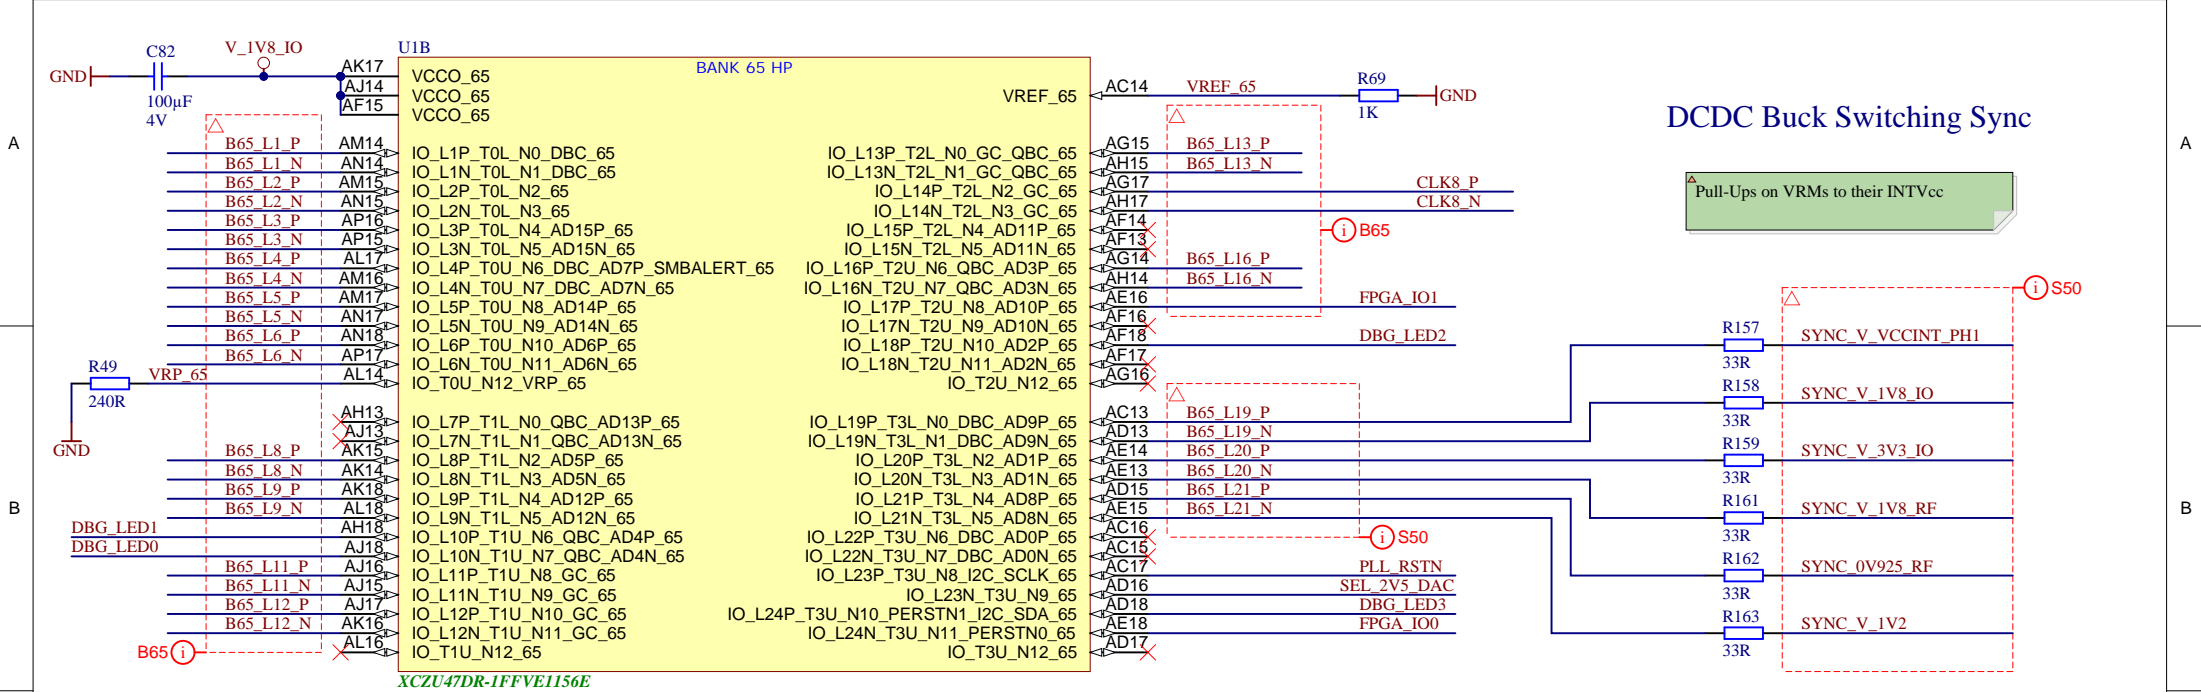 C82
V_1V8_IO
GND
100µF
4V
U1B
BANK 65 HP
AK17 VCCO_65
AJ14 VCCO_65
AF15 VCCO_65
VREF_65 AC14 VREF_65 R69 GND
1K
DCDC Buck Switching Sync
Pull-Ups on VRMs to their INTVcc
A
A
B
B
B65_L1_P AM14 IO_L1P_T0L_N0_DBC_65
B65_L1_N AN14 IO_L1N_T0L_N1_DBC_65
B65_L2_P AM15 IO_L2P_T0L_N2_65
B65_L2_N AN15 IO_L2N_T0L_N3_65
B65_L3_P AP16 IO_L3P_T0L_N4_AD15P_65
B65_L3_N AP15 IO_L3N_T0L_N5_AD15N_65
B65_L4_P AL17 IO_L4P_T0U_N6_DBC_AD7P_SMBALERT_65
B65_L4_N AM16 IO_L4N_T0U_N7_DBC_AD7N_65
B65_L5_P AM17 IO_L5P_T0U_N8_AD14P_65
B65_L5_N AN17 IO_L5N_T0U_N9_AD14N_65
B65_L6_P AN18 IO_L6P_T0U_N10_AD6P_65
B65_L6_N AP17 IO_L6N_T0U_N11_AD6N_65
R49 VRP_65 AL14 IO_T0U_N12_VRP_65
240R
GND
AH13 IO_L7P_T1L_N0_QBC_AD13P_65
AJ13 IO_L7N_T1L_N1_QBC_AD13N_65
B65_L8_P AK15 IO_L8P_T1L_N2_AD5P_65
B65_L8_N AK14 IO_L8N_T1L_N3_AD5N_65
B65_L9_P AK18 IO_L9P_T1L_N4_AD12P_65
B65_L9_N AL18 IO_L9N_T1L_N5_AD12N_65
DBG_LED1 AH18 IO_L10P_T1U_N6_QBC_AD4P_65
DBG_LED0 AJ18 IO_L10N_T1U_N7_QBC_AD4N_65
B65_L11_P AJ16 IO_L11P_T1U_N8_GC_65
B65_L11_N AJ15 IO_L11N_T1U_N9_GC_65
B65_L12_P AJ17 IO_L12P_T1U_N10_GC_65
B65_L12_N AK16 IO_L12N_T1U_N11_GC_65
AL16 IO_T1U_N12_65
B65 i
XCZU47DR-1FFVE1156E
IO_L13P_T2L_N0_GC_QBC_65 AG15 B65_L13_P
IO_L13N_T2L_N1_GC_QBC_65 AH15 B65_L13_N
IO_L14P_T2L_N2_GC_65 AG17 CLK8_P
IO_L14N_T2L_N3_GC_65 AH17 CLK8_N
IO_L15P_T2L_N4_AD11P_65 AF14
IO_L15N_T2L_N5_AD11N_65 AF13
i B65
IO_L16P_T2U_N6_QBC_AD3P_65 AG14 B65_L16_P
IO_L16N_T2U_N7_QBC_AD3N_65 AH14 B65_L16_N
IO_L17P_T2U_N8_AD10P_65 AE16 FPGA_IO1
IO_L17N_T2U_N9_AD10N_65 AF16
IO_L18P_T2U_N10_AD2P_65 AF18 DBG_LED2
IO_L18N_T2U_N11_AD2N_65 AF17
IO_T2U_N12_65 AG16
IO_L19P_T3L_N0_DBC_AD9P_65 AC13 B65_L19_P
IO_L19N_T3L_N1_DBC_AD9N_65 AD13 B65_L19_N
IO_L20P_T3L_N2_AD1P_65 AE14 B65_L20_P
IO_L20N_T3L_N3_AD1N_65 AE13 B65_L20_N
IO_L21P_T3L_N4_AD8P_65 AD15 B65_L21_P
IO_L21N_T3L_N5_AD8N_65 AE15 B65_L21_N
IO_L22P_T3U_N6_DBC_AD0P_65 AC16
i S50
IO_L22N_T3U_N7_DBC_AD0N_65 AC15
IO_L23P_T3U_N8_I2C_SCLK_65 AC17 PLL_RSTN
IO_L23N_T3U_N9_65 AD16 SEL_2V5_DAC
IO_L24P_T3U_N10_PERSTN1_I2C_SDA_65 AD18 DBG_LED3
IO_L24N_T3U_N11_PERSTN0_65 AE18 FPGA_IO0
IO_T3U_N12_65 AD17
i S50
R157 SYNC_V_VCCINT_PH1
33R
R158 SYNC_V_1V8_IO
33R
R159 SYNC_V_3V3_IO
33R
R161 SYNC_V_1V8_RF
33R
R162 SYNC_0V925_RF
33R
R163 SYNC_V_1V2
33R